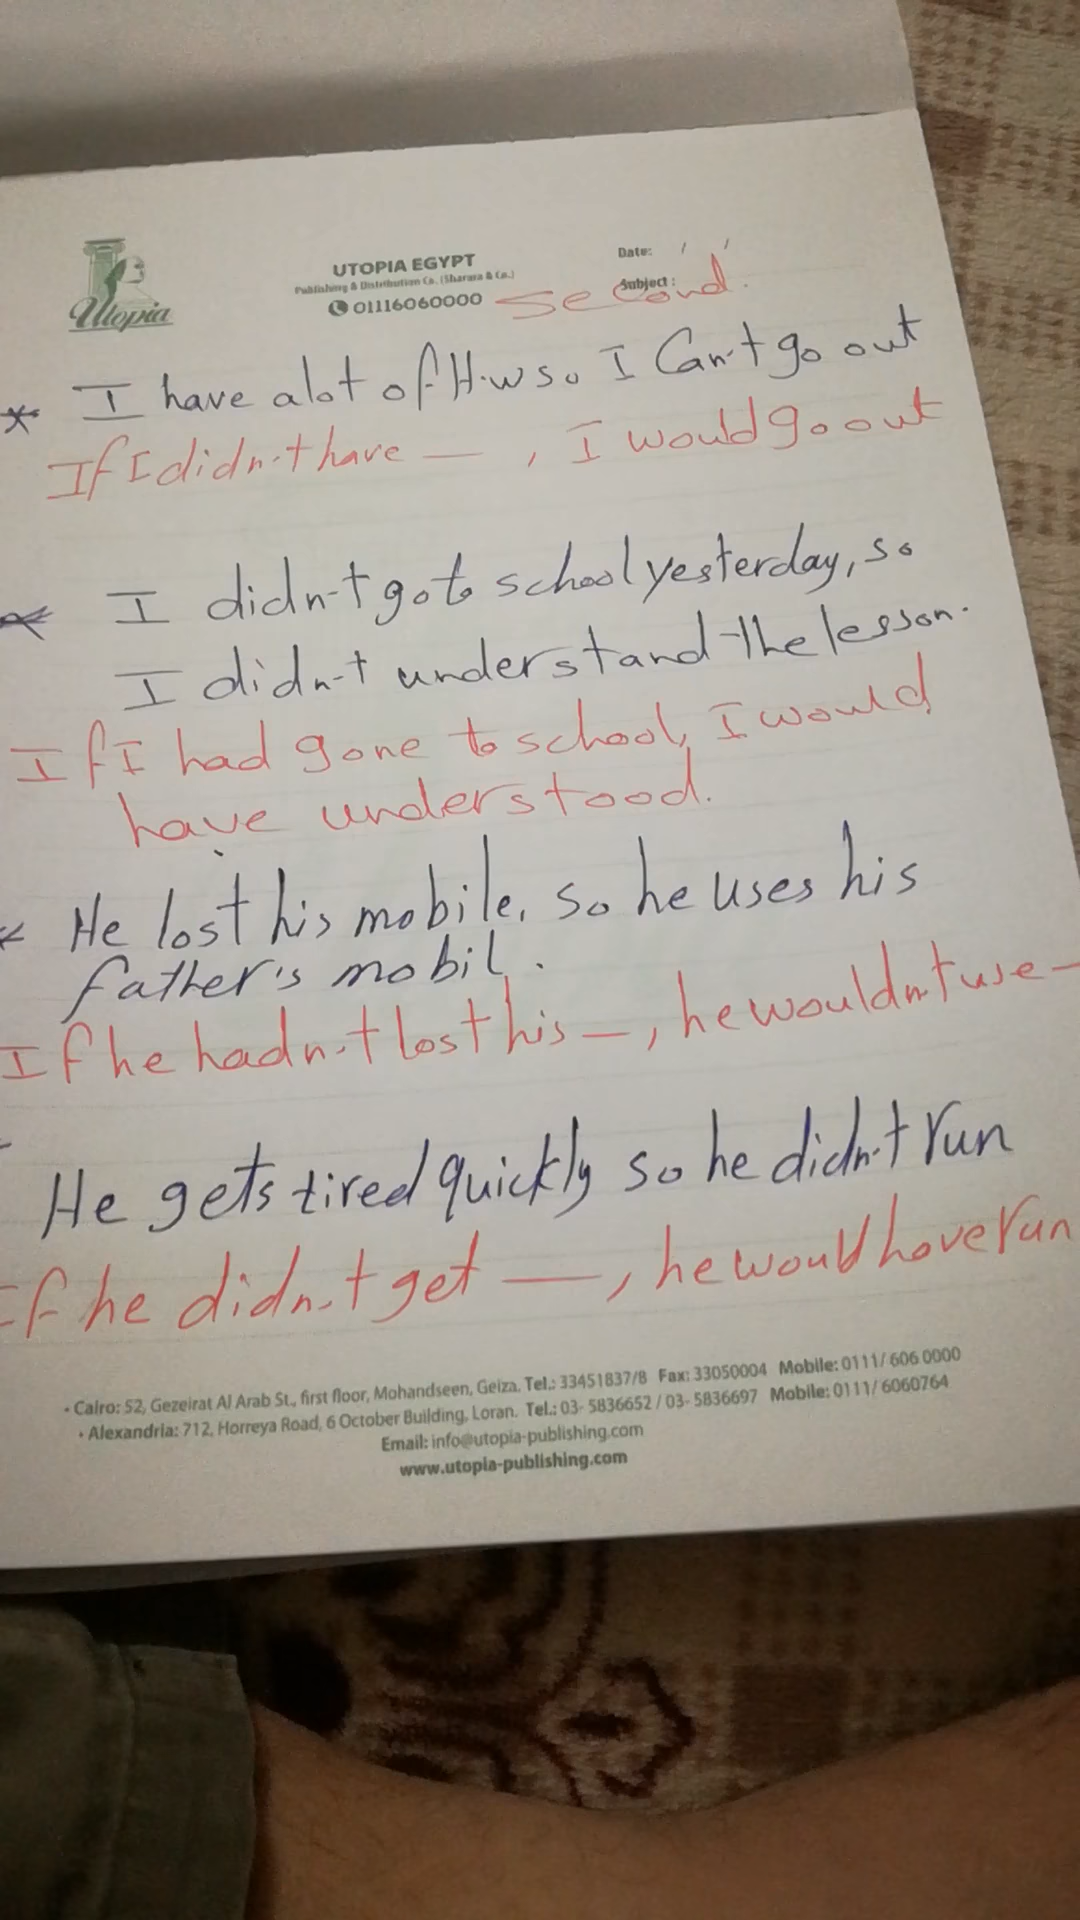 Utopia
UTOPIA EGYPT
Publishing & Distribution Co. (Sharara & Co.)
01116060000
Date: / /
Subject:
Second.
* I have alot of H.w so I Can't go out
If I didn't have — , I would go out
I didn't go to school yesterday, so
I didn't understand the lesson.
If I had gone to school, I would
have understood.
He lost his mobile. so he uses his
father's mobil.
If he hadn't lost his — , he wouldn't use —
He gets tired quickly so he didn't run
If he didn't get — , he would have run
• Cairo: 52, Gezeirat Al Arab St., first floor, Mohandseen, Geiza. Tel.: 33451837/8 Fax: 33050004 Mobile: 0111/ 606 0000
• Alexandria: 712, Horreya Road, 6 October Building, Loran. Tel.: 03- 5836652 / 03- 5836697 Mobile: 0111/ 6060764
Email: info@utopia-publishing.com
www.utopia-publishing.com